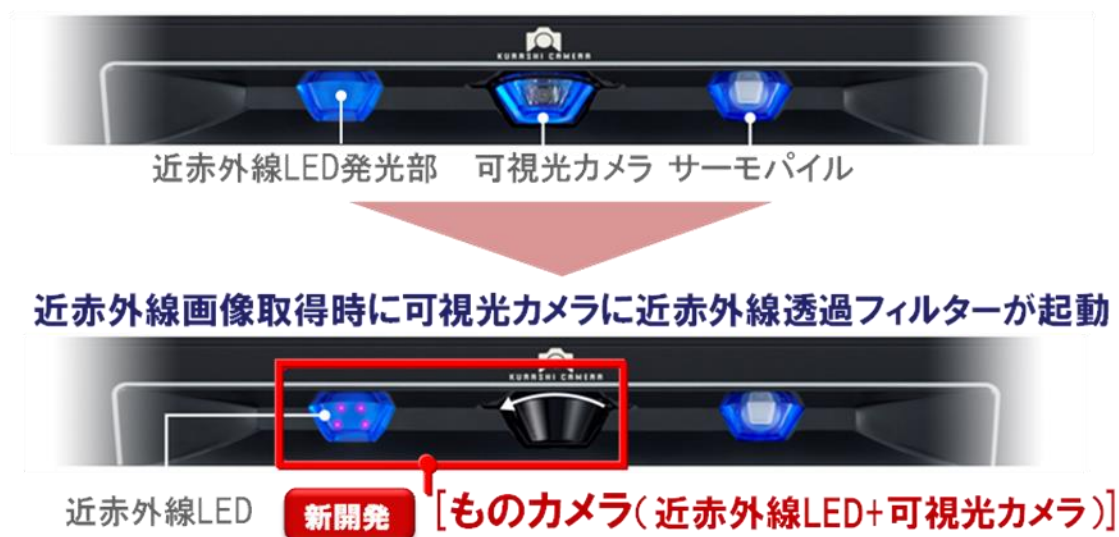 KURASHI CAMERA
近赤外線LED発光部 可視光カメラ サーモパイル
近赤外線画像取得時に可視光カメラに近赤外線透過フィルターが起動
KURASHI CAMERA
近赤外線LED 新開発 [ものカメラ(近赤外線LED+可視光カメラ)]